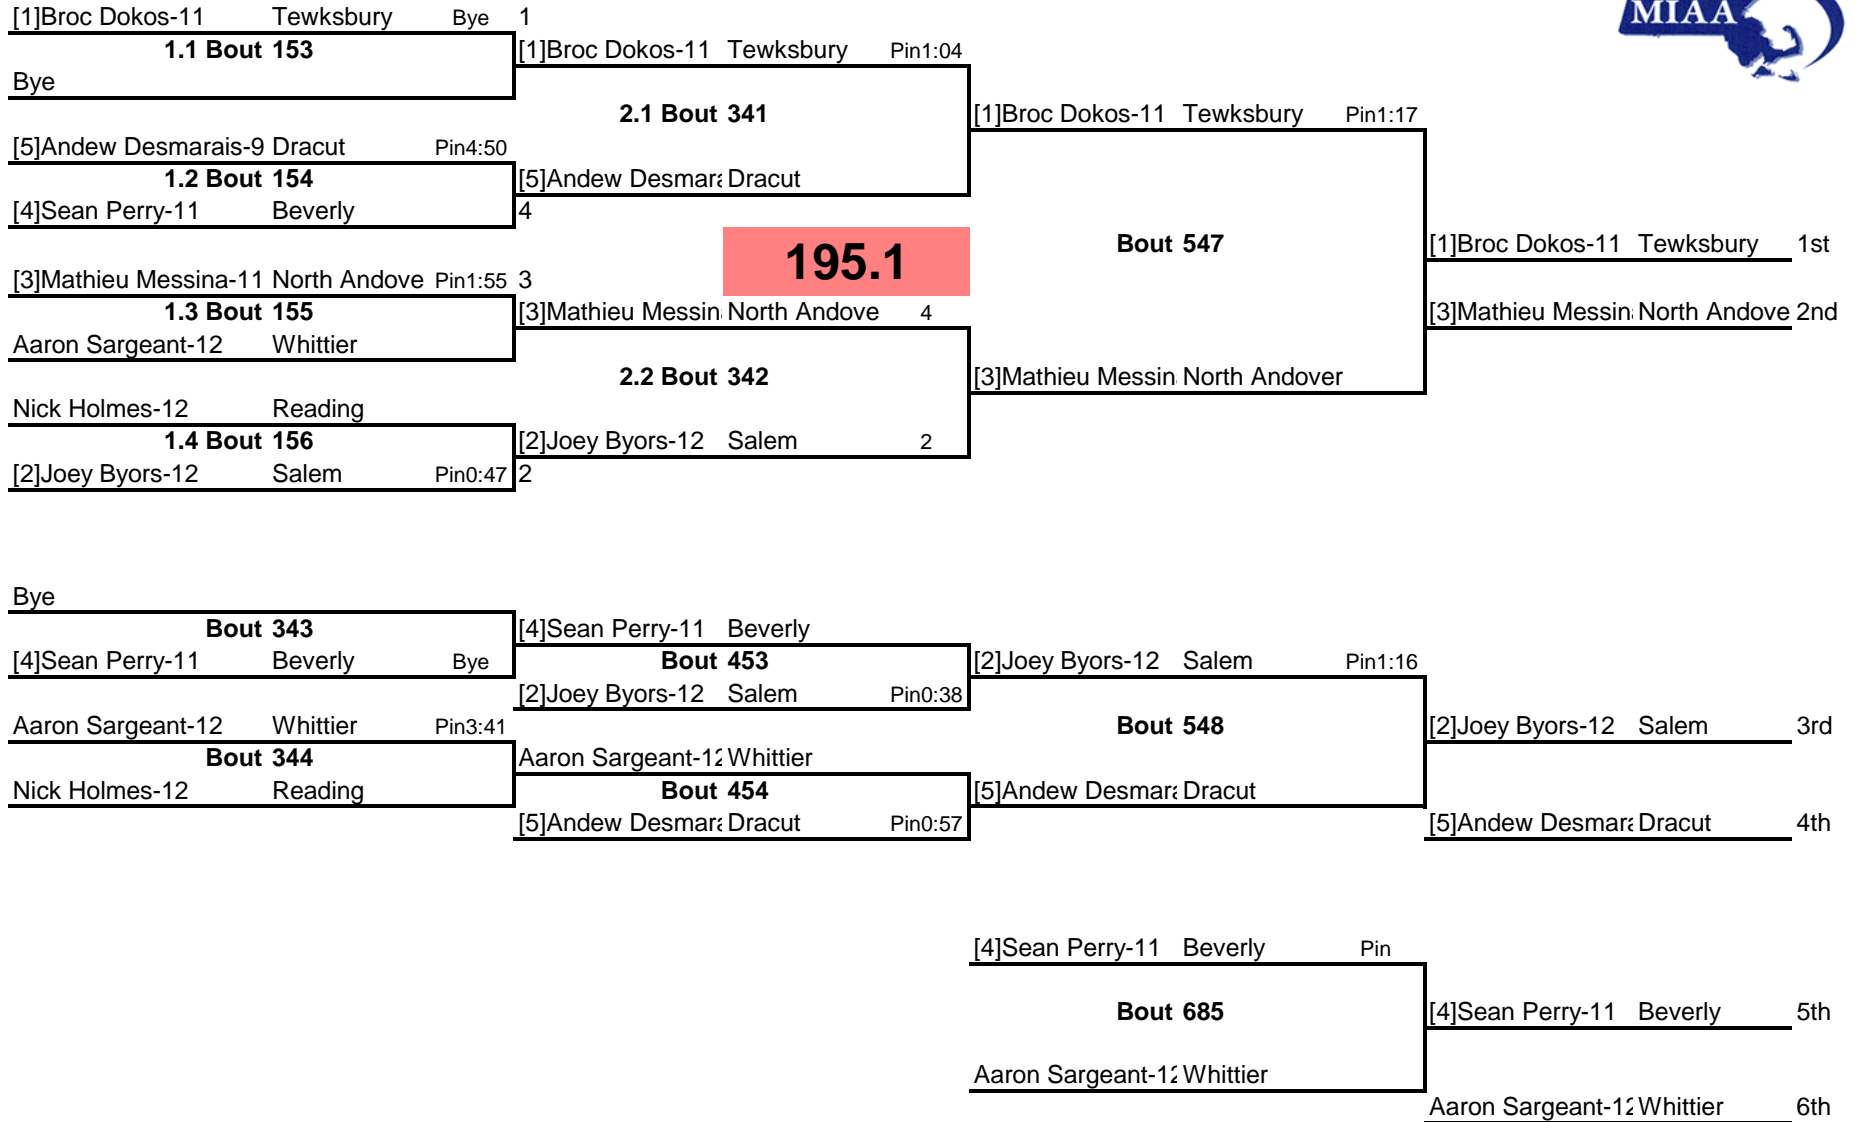 [1]Broc Dokos-11 Tewksbury Bye 1
MIAA
1.1 Bout 153
[1]Broc Dokos-11 Tewksbury Pin1:04
Bye
2.1 Bout 341
[1]Broc Dokos-11 Tewksbury Pin1:17
[5]Andew Desmarais-9 Dracut Pin4:50
1.2 Bout 154
[5]Andew Desmara Dracut
[4]Sean Perry-11 Beverly 4
195.1
Bout 547
[1]Broc Dokos-11 Tewksbury 1st
[3]Mathieu Messina-11 North Andove Pin1:55 3
1.3 Bout 155
[3]Mathieu Messin North Andove 4
[3]Mathieu Messin North Andove 2nd
Aaron Sargeant-12 Whittier
2.2 Bout 342
[3]Mathieu Messin North Andover
Nick Holmes-12 Reading
1.4 Bout 156
[2]Joey Byors-12 Salem 2
[2]Joey Byors-12 Salem Pin0:47 2
Bye
Bout 343
[4]Sean Perry-11 Beverly
[4]Sean Perry-11 Beverly Bye
Bout 453
[2]Joey Byors-12 Salem Pin1:16
[2]Joey Byors-12 Salem Pin0:38
Aaron Sargeant-12 Whittier Pin3:41
Bout 548
[2]Joey Byors-12 Salem 3rd
Bout 344
Aaron Sargeant-12 Whittier
Nick Holmes-12 Reading
Bout 454
[5]Andew Desmara Dracut
[5]Andew Desmara Dracut Pin0:57
[5]Andew Desmara Dracut 4th
[4]Sean Perry-11 Beverly Pin
Bout 685
[4]Sean Perry-11 Beverly 5th
Aaron Sargeant-12 Whittier
Aaron Sargeant-12 Whittier 6th